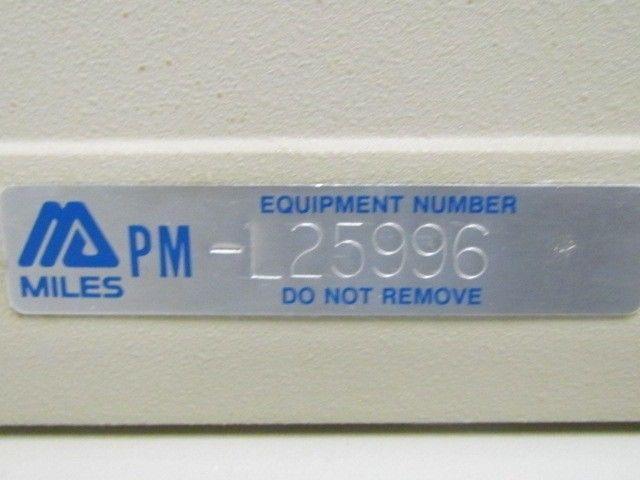 EQUIPMENT NUMBER
PM -L25996
MILES
DO NOT REMOVE